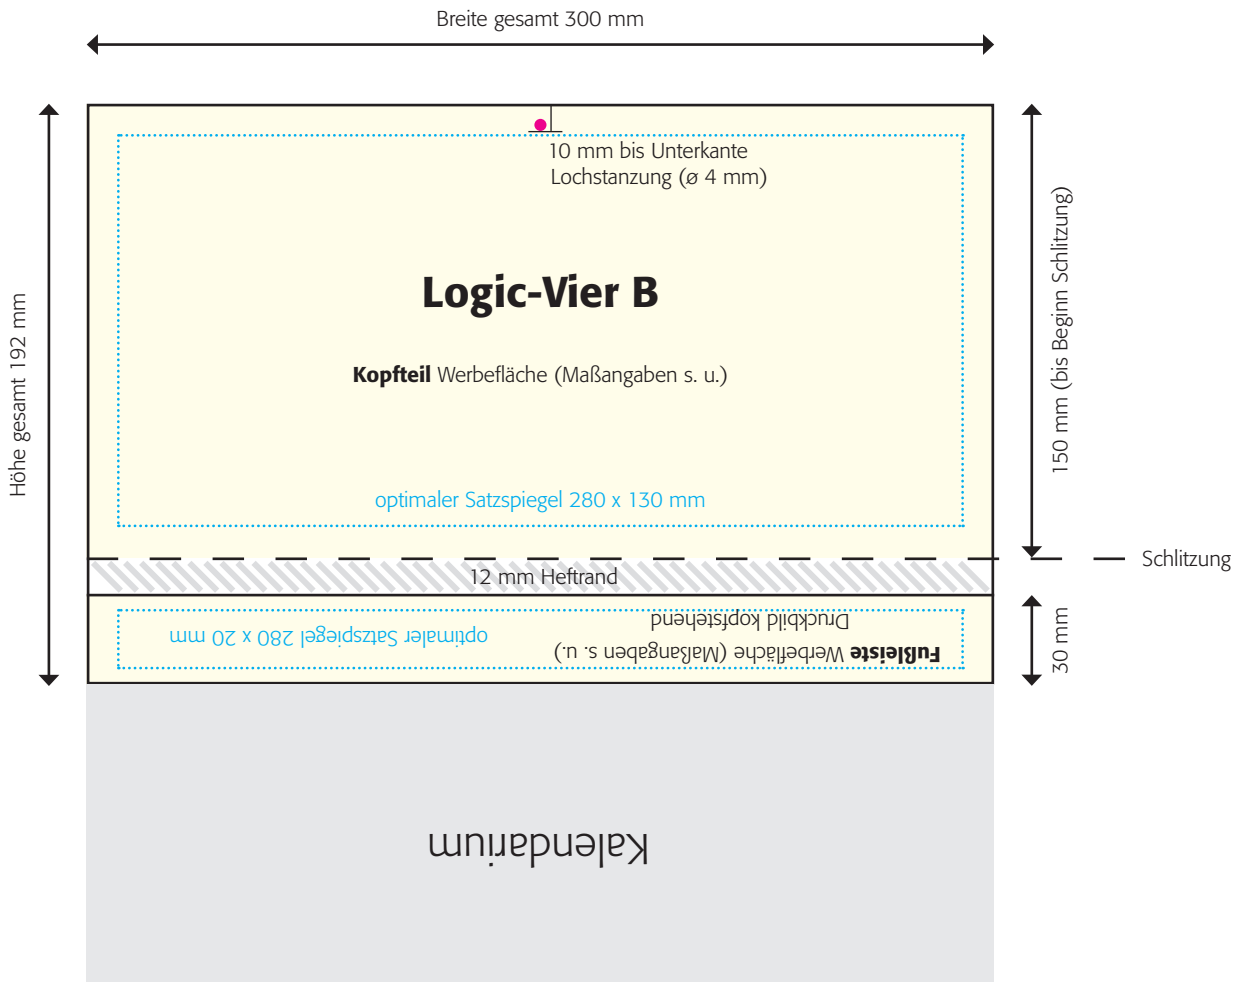 Breite gesamt 300 mm
10 mm bis Unterkante
Lochstanzung (ø 4 mm)
Logic-Vier B
Kopfteil Werbefläche (Maßangaben s. u.)
optimaler Satzspiegel 280 x 130 mm
Höhe gesamt 192 mm
150 mm (bis Beginn Schlitzung)
Schlitzung
12 mm Heftrand
30 mm
Fußleiste Werbefläche (Maßangaben s. u.)
Druckbild kopfstehend
optimaler Satzspiegel 280 x 20 mm
Kalendarium